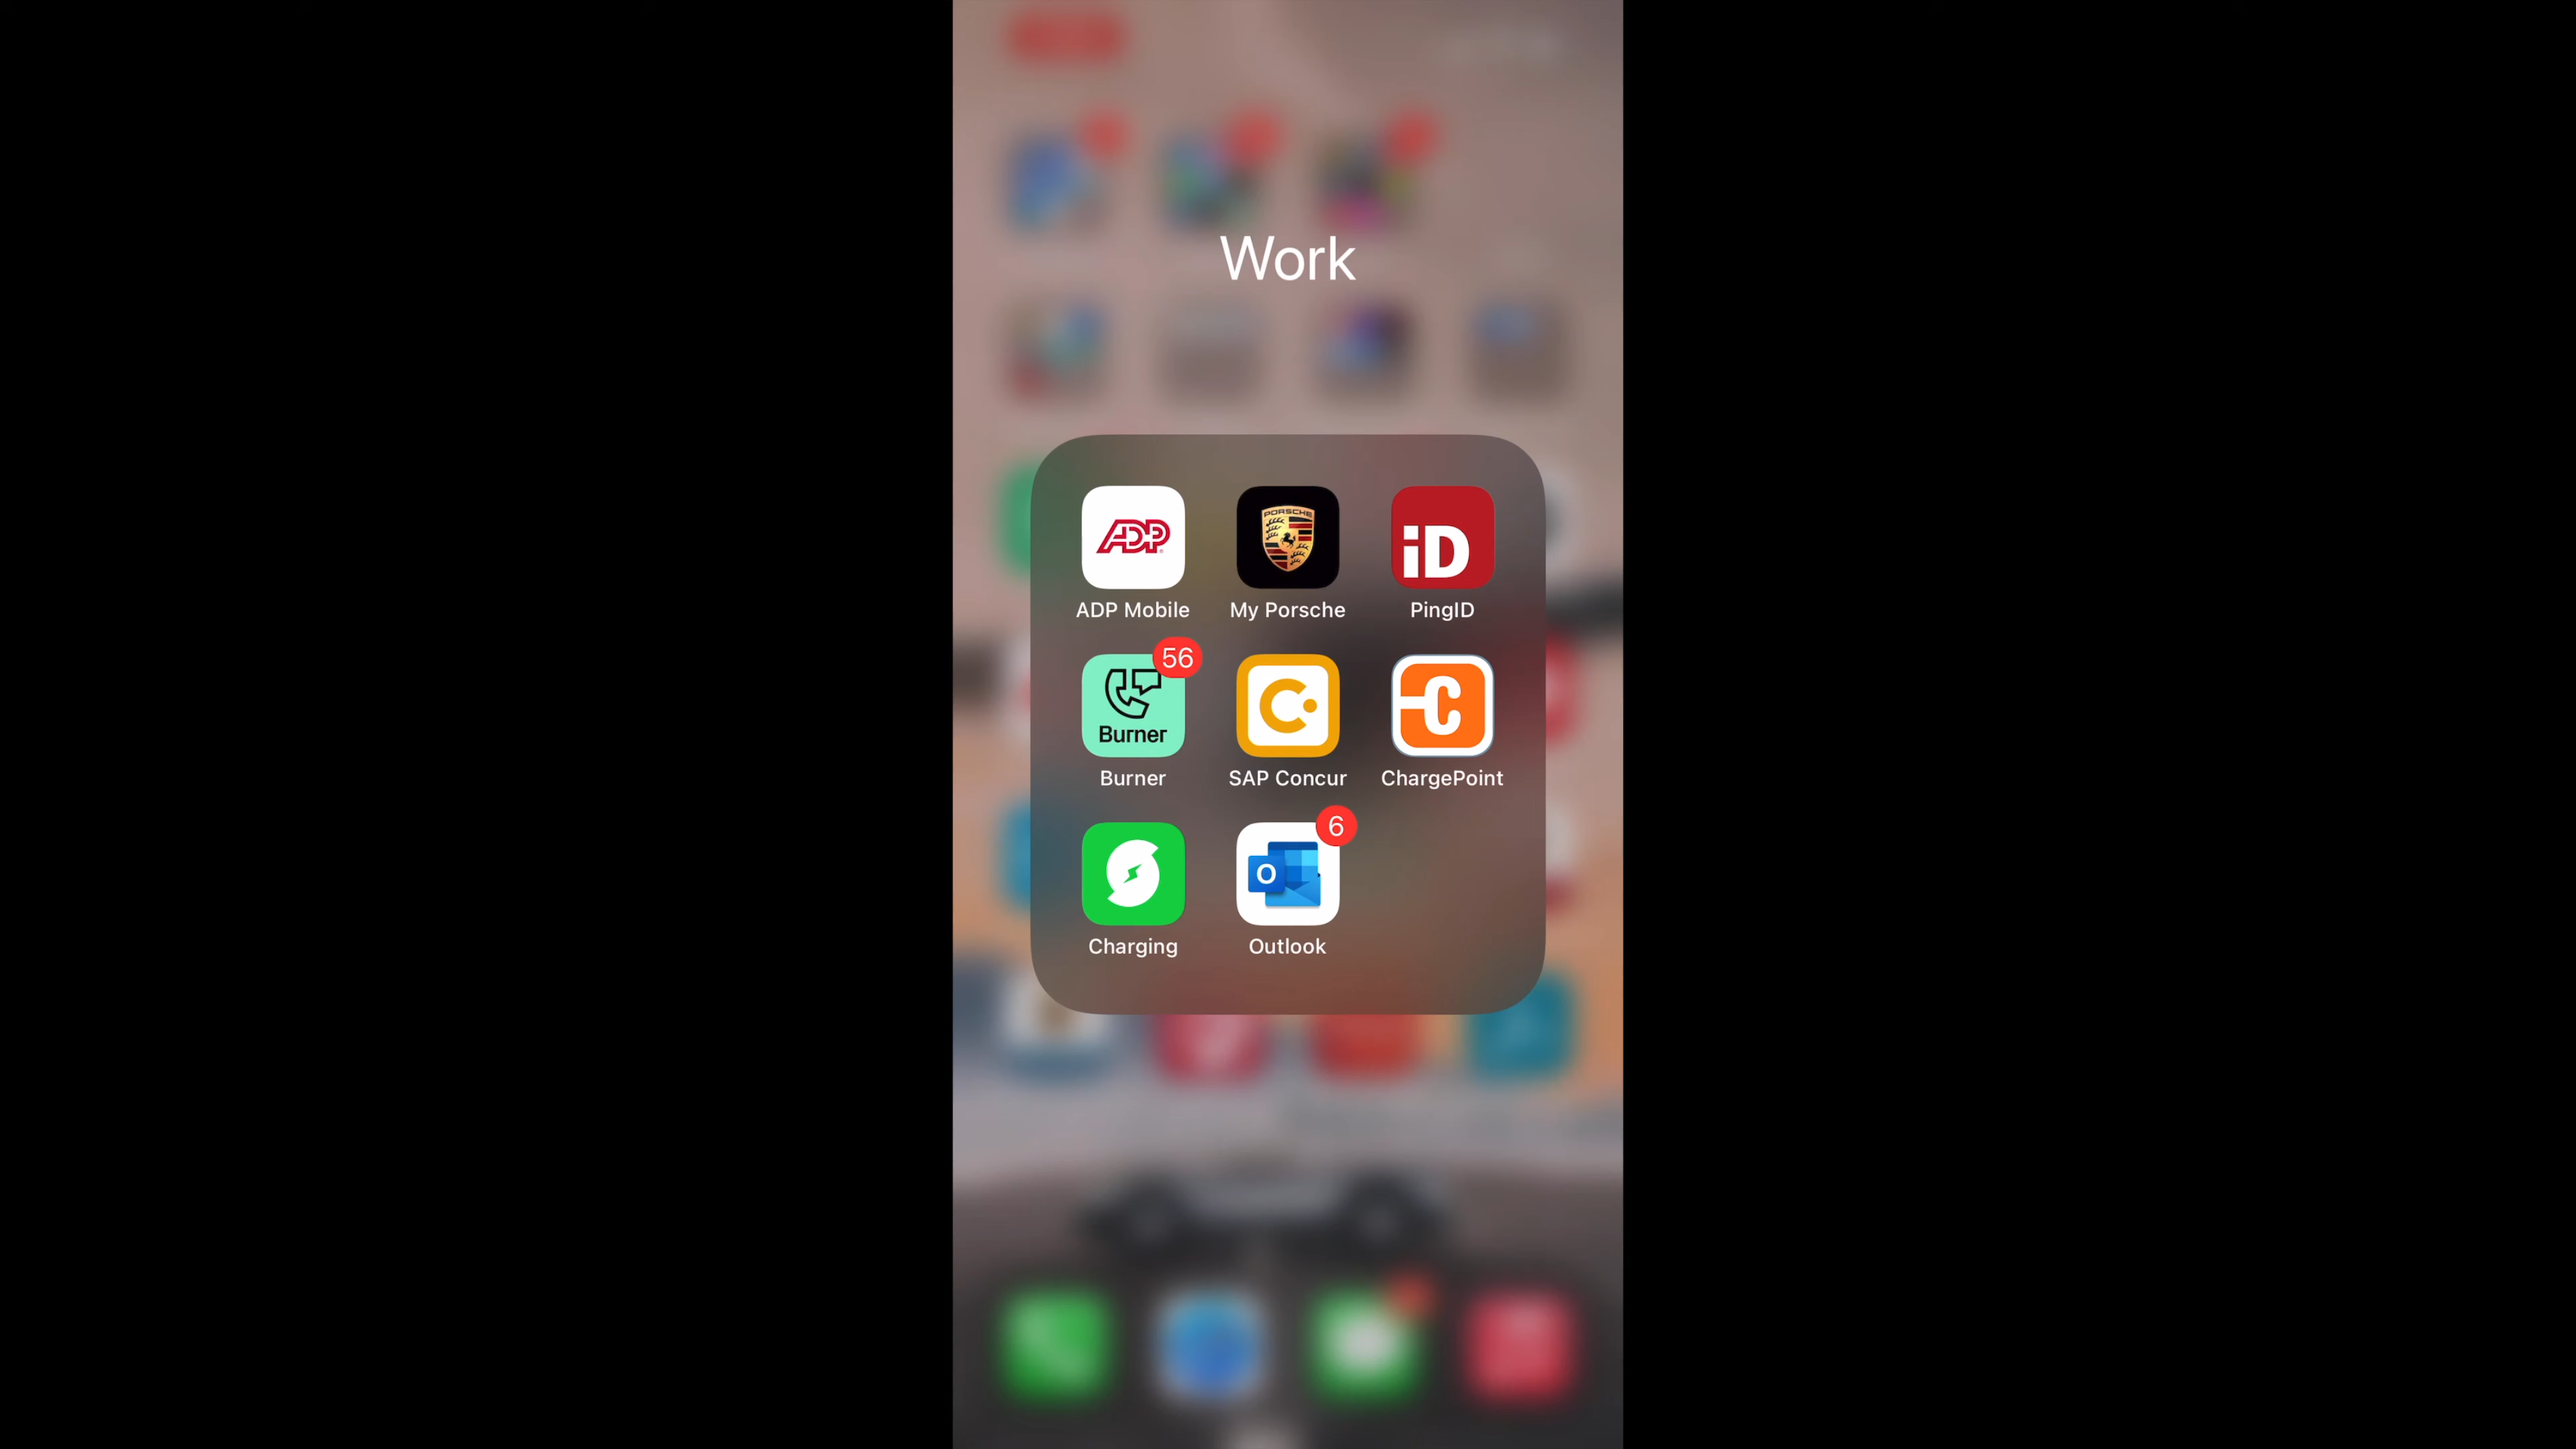 Work
ADP
ADP Mobile
PORSCHE
My Porsche
iD
PingID
56
Burner
Burner
C
SAP Concur
C
ChargePoint
Charging
6
O
Outlook